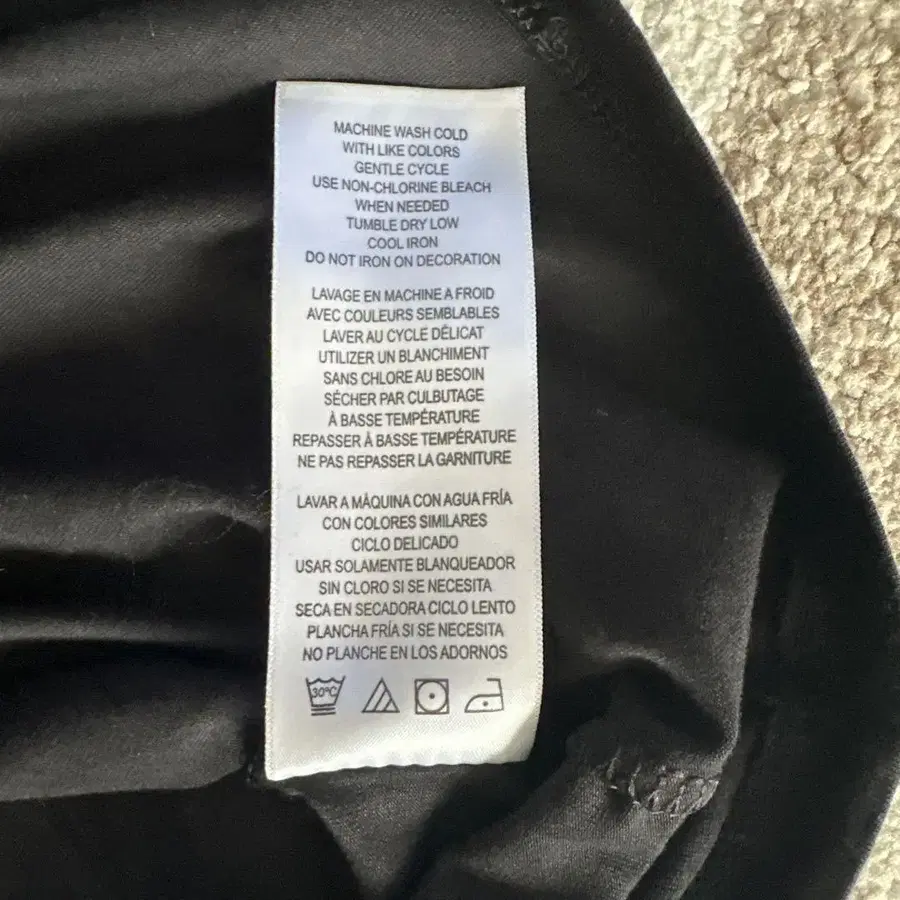 MACHINE WASH COLD
WITH LIKE COLORS
GENTLE CYCLE
USE NON-CHLORINE BLEACH
WHEN NEEDED
TUMBLE DRY LOW
COOL IRON
DO NOT IRON ON DECORATION
LAVAGE EN MACHINE A FROID
AVEC COULEURS SEMBLABLES
LAVER AU CYCLE DÉLICAT
UTILIZER UN BLANCHIMENT
SANS CHLORE AU BESOIN
SÉCHER PAR CULBUTAGE
À BASSE TEMPÉRATURE
REPASSER À BASSE TEMPÉRATURE
NE PAS REPASSER LA GARNITURE
LAVAR A MÁQUINA CON AGUA FRÍA
CON COLORES SIMILARES
CICLO DELICADO
USAR SOLAMENTE BLANQUEADOR
SIN CLORO SI SE NECESITA
SECA EN SECADORA CICLO LENTO
PLANCHA FRÍA SI SE NECESITA
NO PLANCHE EN LOS ADORNOS
30°C